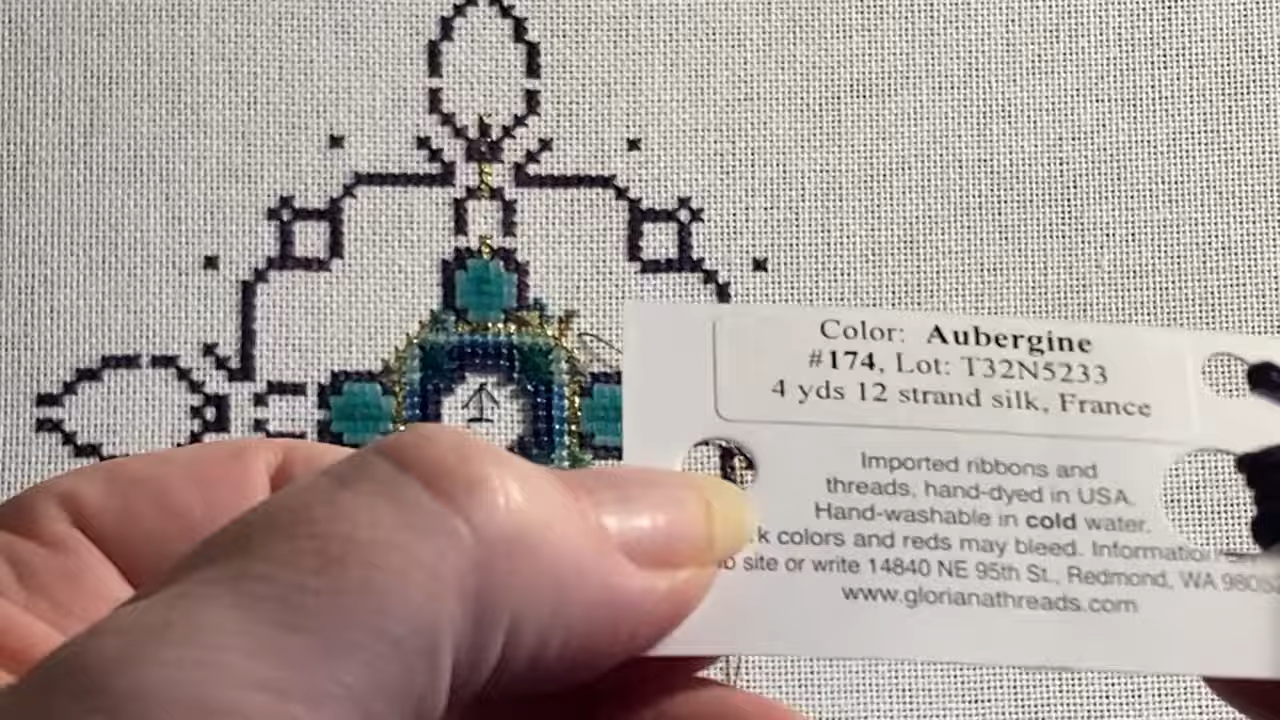 Color: Aubergine
#174, Lot: T32N5233
4 yds 12 strand silk, France
Imported ribbons and
threads, hand-dyed in USA.
Hand-washable in cold water.
colors and reds may bleed. Information
site or write 14840 NE 95th St., Redmond, WA
www.glorianathreads.com